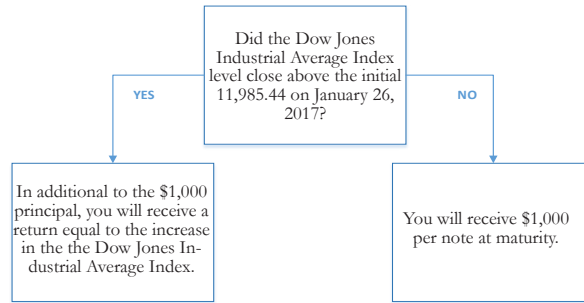 Did the Dow Jones
Industrial Average Index
level close above the initial
11,985.44 on January 26,
2017?
YES
NO
In additional to the $1,000
principal, you will receive a
return equal to the increase
in the the Dow Jones In-
dustrial Average Index.
You will receive $1,000
per note at maturity.